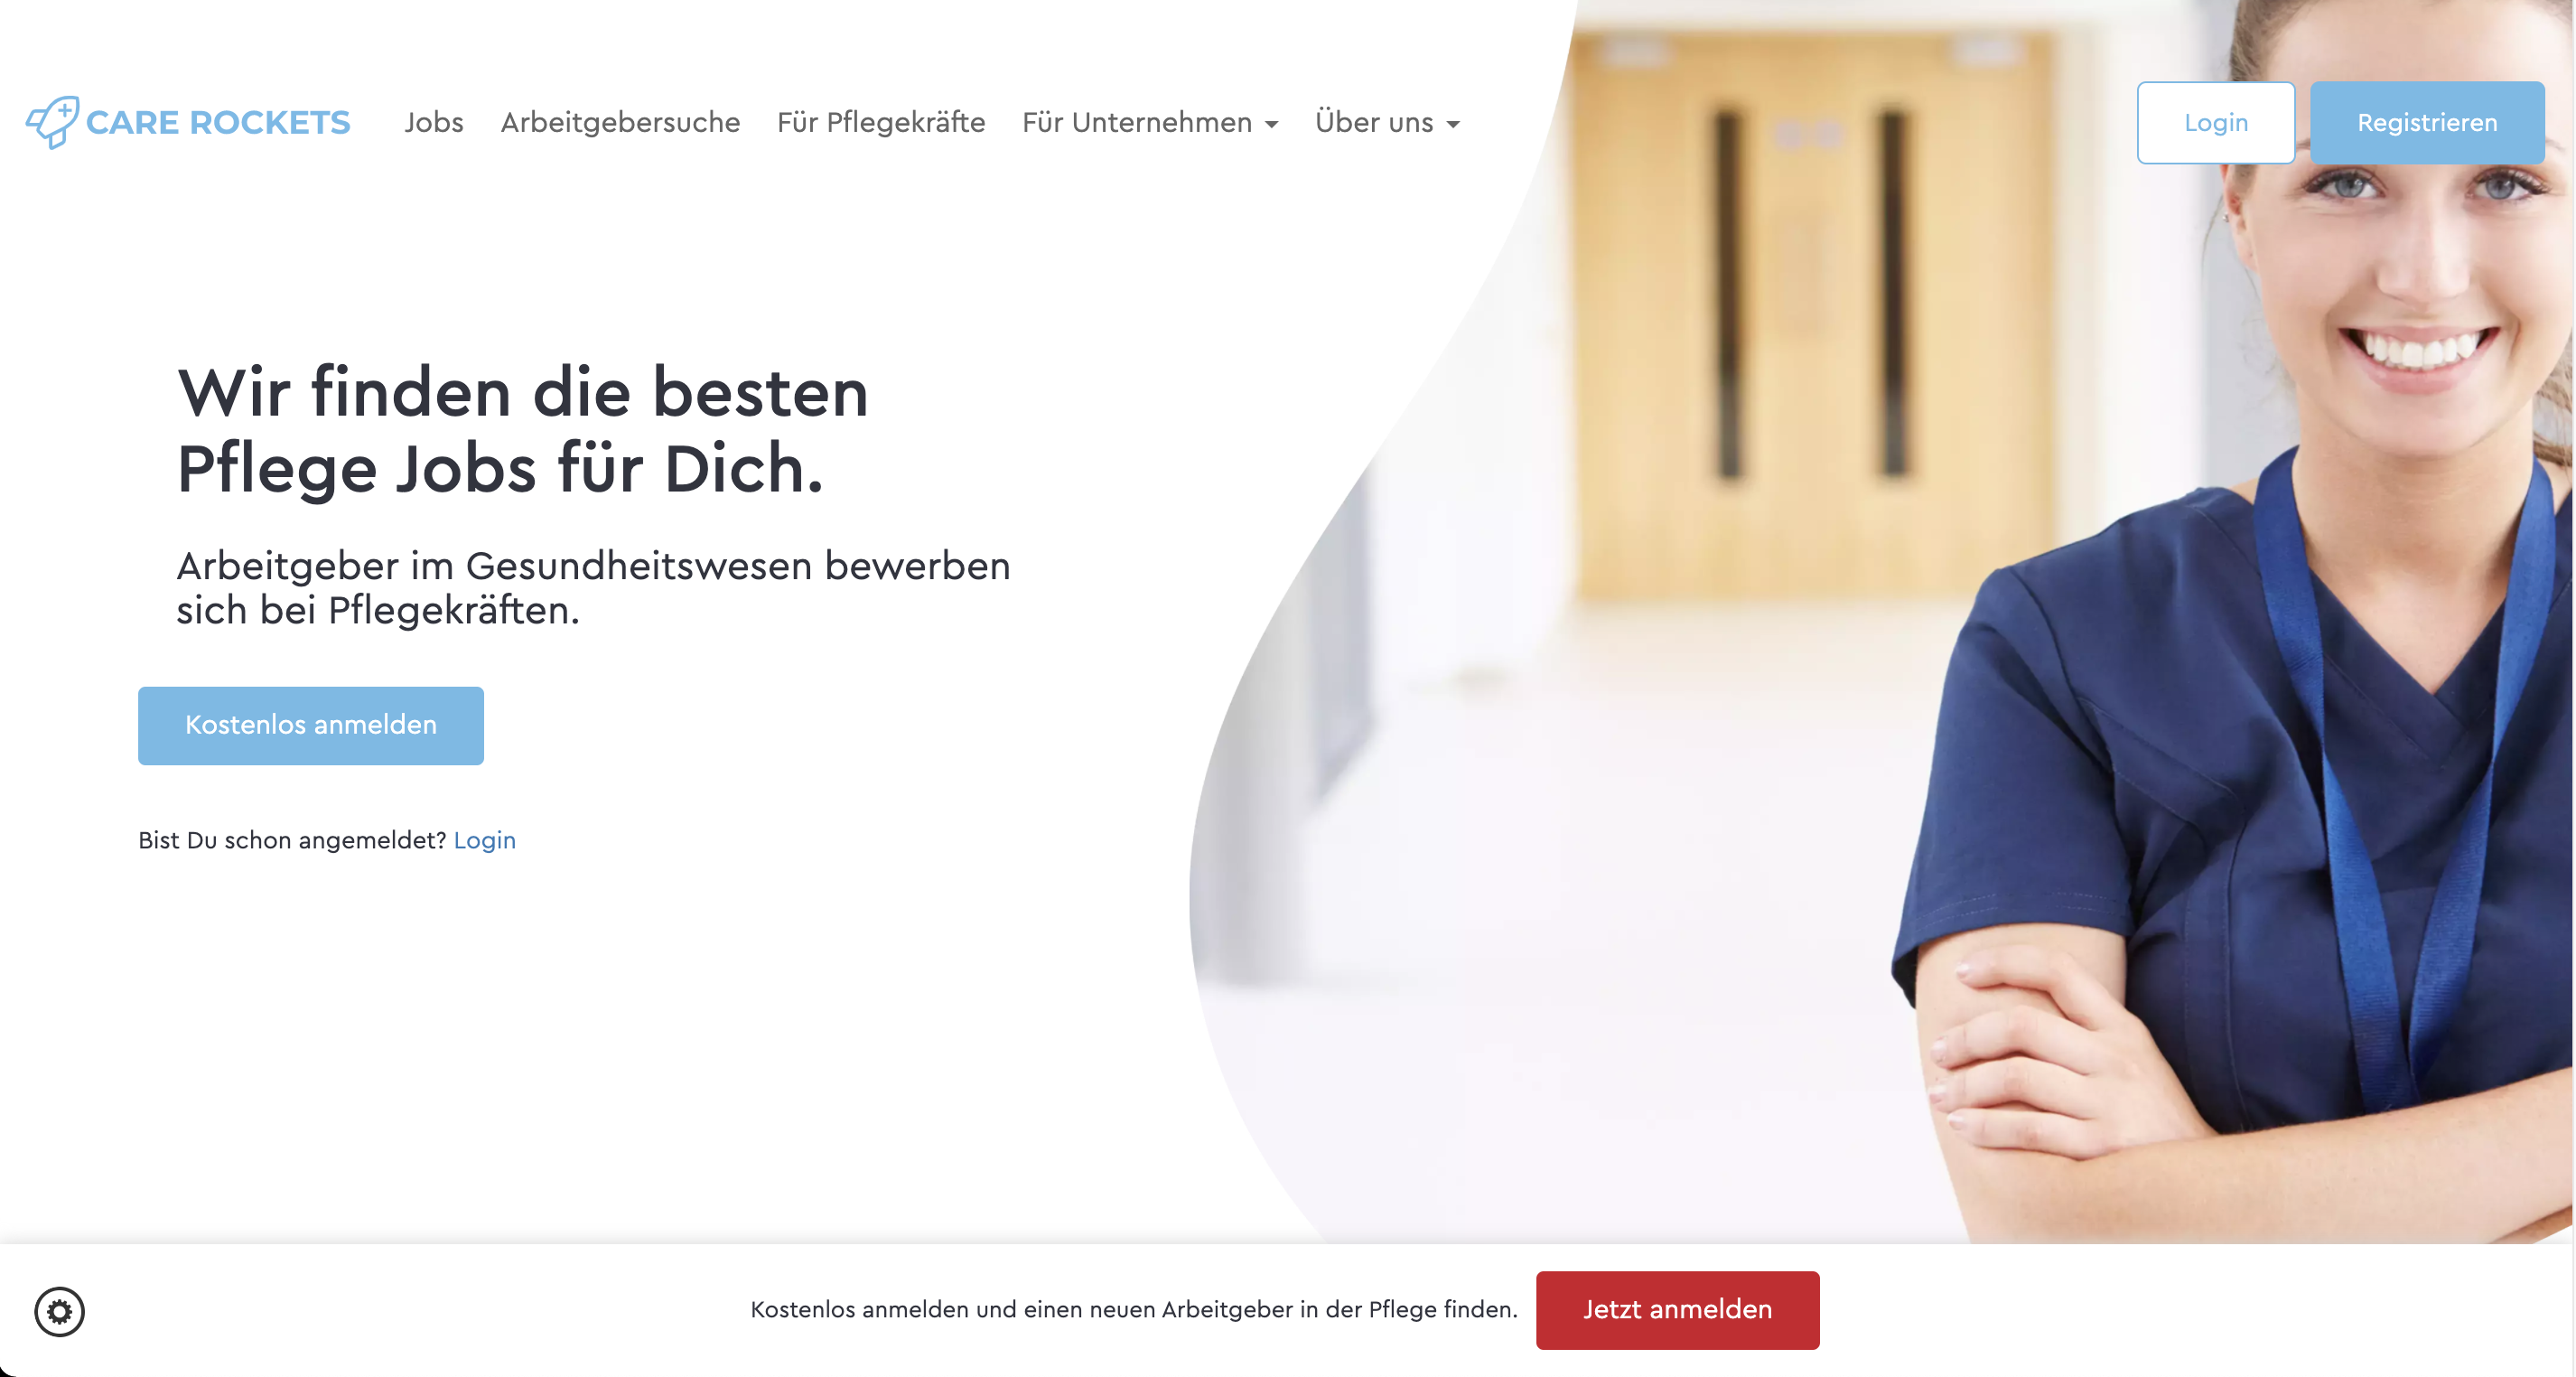 CARE ROCKETS
Jobs
Arbeitgebersuche
Für Pflegekräfte
Für Unternehmen
Über uns
Login
Registrieren
Wir finden die besten
Pflege Jobs für Dich.
Arbeitgeber im Gesundheitswesen bewerben
sich bei Pflegekräften.
Kostenlos anmelden
Bist Du schon angemeldet? Login
Kostenlos anmelden und einen neuen Arbeitgeber in der Pflege finden.
Jetzt anmelden